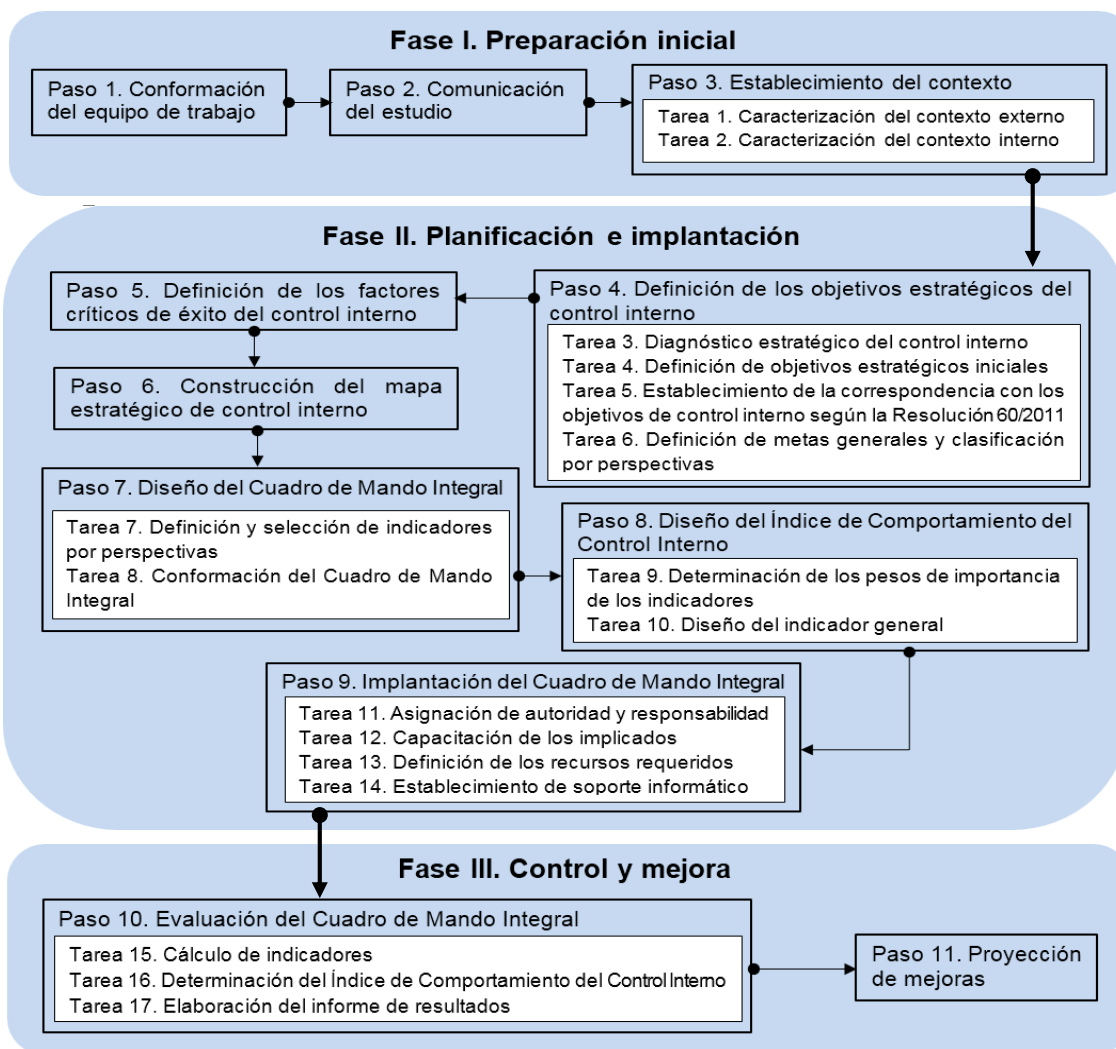 Fase I. Preparación inicial
Paso 1. Conformación
del equipo de trabajo
Paso 2. Comunicación
del estudio
Paso 3. Establecimiento del contexto
Tarea 1. Caracterización del contexto externo
Tarea 2. Caracterización del contexto interno
Fase II. Planificación e implantación
Paso 4. Definición de los objetivos estratégicos del
control interno
Tarea 3. Diagnóstico estratégico del control interno
Tarea 4. Definición de objetivos estratégicos iniciales
Tarea 5. Establecimiento de la correspondencia con los
objetivos de control interno según la Resolución 60/2011
Tarea 6. Definición de metas generales y clasificación
por perspectivas
Paso 5. Definición de los factores
críticos de éxito del control interno
Paso 6. Construcción del mapa
estratégico de control interno
Paso 7. Diseño del Cuadro de Mando Integral
Tarea 7. Definición y selección de indicadores
por perspectivas
Tarea 8. Conformación del Cuadro de Mando
Integral
Paso 8. Diseño del Índice de Comportamiento del
Control Interno
Tarea 9. Determinación de los pesos de importancia
de los indicadores
Tarea 10. Diseño del indicador general
Paso 9. Implantación del Cuadro de Mando Integral
Tarea 11. Asignación de autoridad y responsabilidad
Tarea 12. Capacitación de los implicados
Tarea 13. Definición de los recursos requeridos
Tarea 14. Establecimiento de soporte informático
Fase III. Control y mejora
Paso 10. Evaluación del Cuadro de Mando Integral
Tarea 15. Cálculo de indicadores
Tarea 16. Determinación del Índice de Comportamiento del Control Interno
Tarea 17. Elaboración del informe de resultados
Paso 11. Proyección
de mejoras